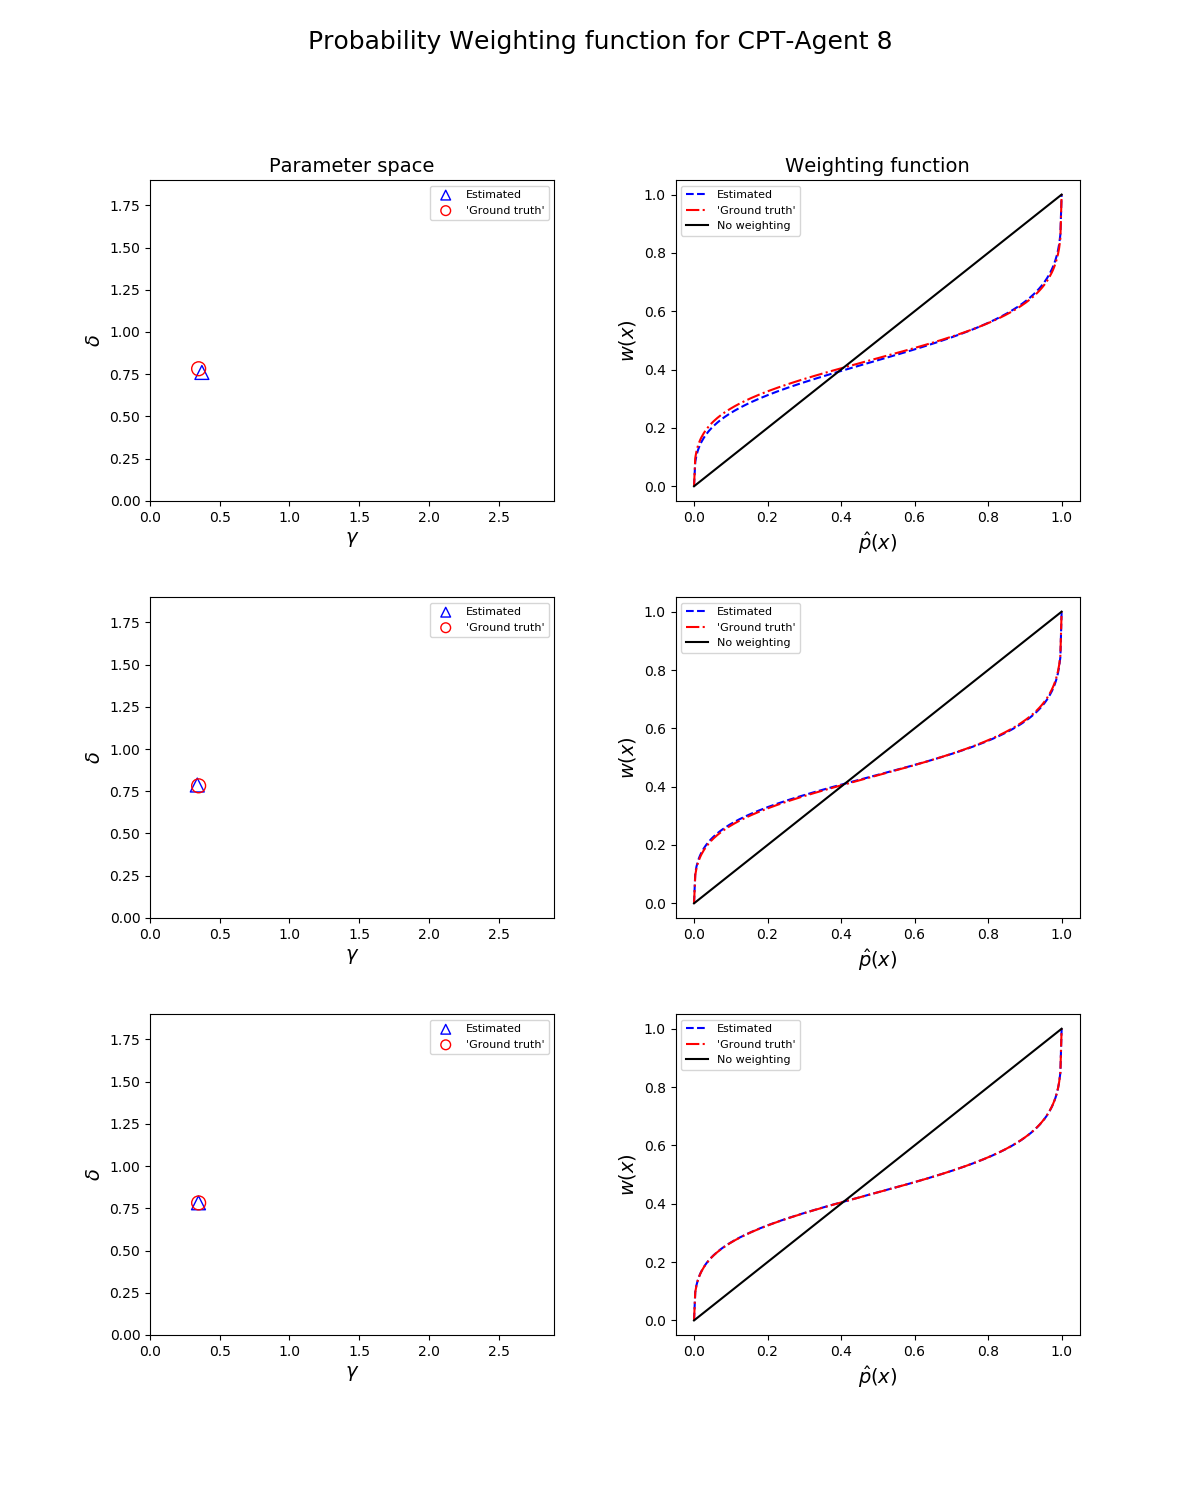 Probability Weighting function for CPT-Agent 8
Parameter space
Estimated
'Ground truth'
1.75
1.50
1.25
1.00
0.75
0.50
0.25
0.00
δ
0.0 0.5 1.0 1.5 2.0 2.5
γ
Weighting function
Estimated
'Ground truth'
No weighting
1.0
0.8
0.6
0.4
0.2
0.0
w(x)
0.0 0.2 0.4 0.6 0.8 1.0
p̂(x)
Estimated
'Ground truth'
1.75
1.50
1.25
1.00
0.75
0.50
0.25
0.00
δ
0.0 0.5 1.0 1.5 2.0 2.5
γ
Estimated
'Ground truth'
No weighting
1.0
0.8
0.6
0.4
0.2
0.0
w(x)
0.0 0.2 0.4 0.6 0.8 1.0
p̂(x)
Estimated
'Ground truth'
1.75
1.50
1.25
1.00
0.75
0.50
0.25
0.00
δ
0.0 0.5 1.0 1.5 2.0 2.5
γ
Estimated
'Ground truth'
No weighting
1.0
0.8
0.6
0.4
0.2
0.0
w(x)
0.0 0.2 0.4 0.6 0.8 1.0
p̂(x)